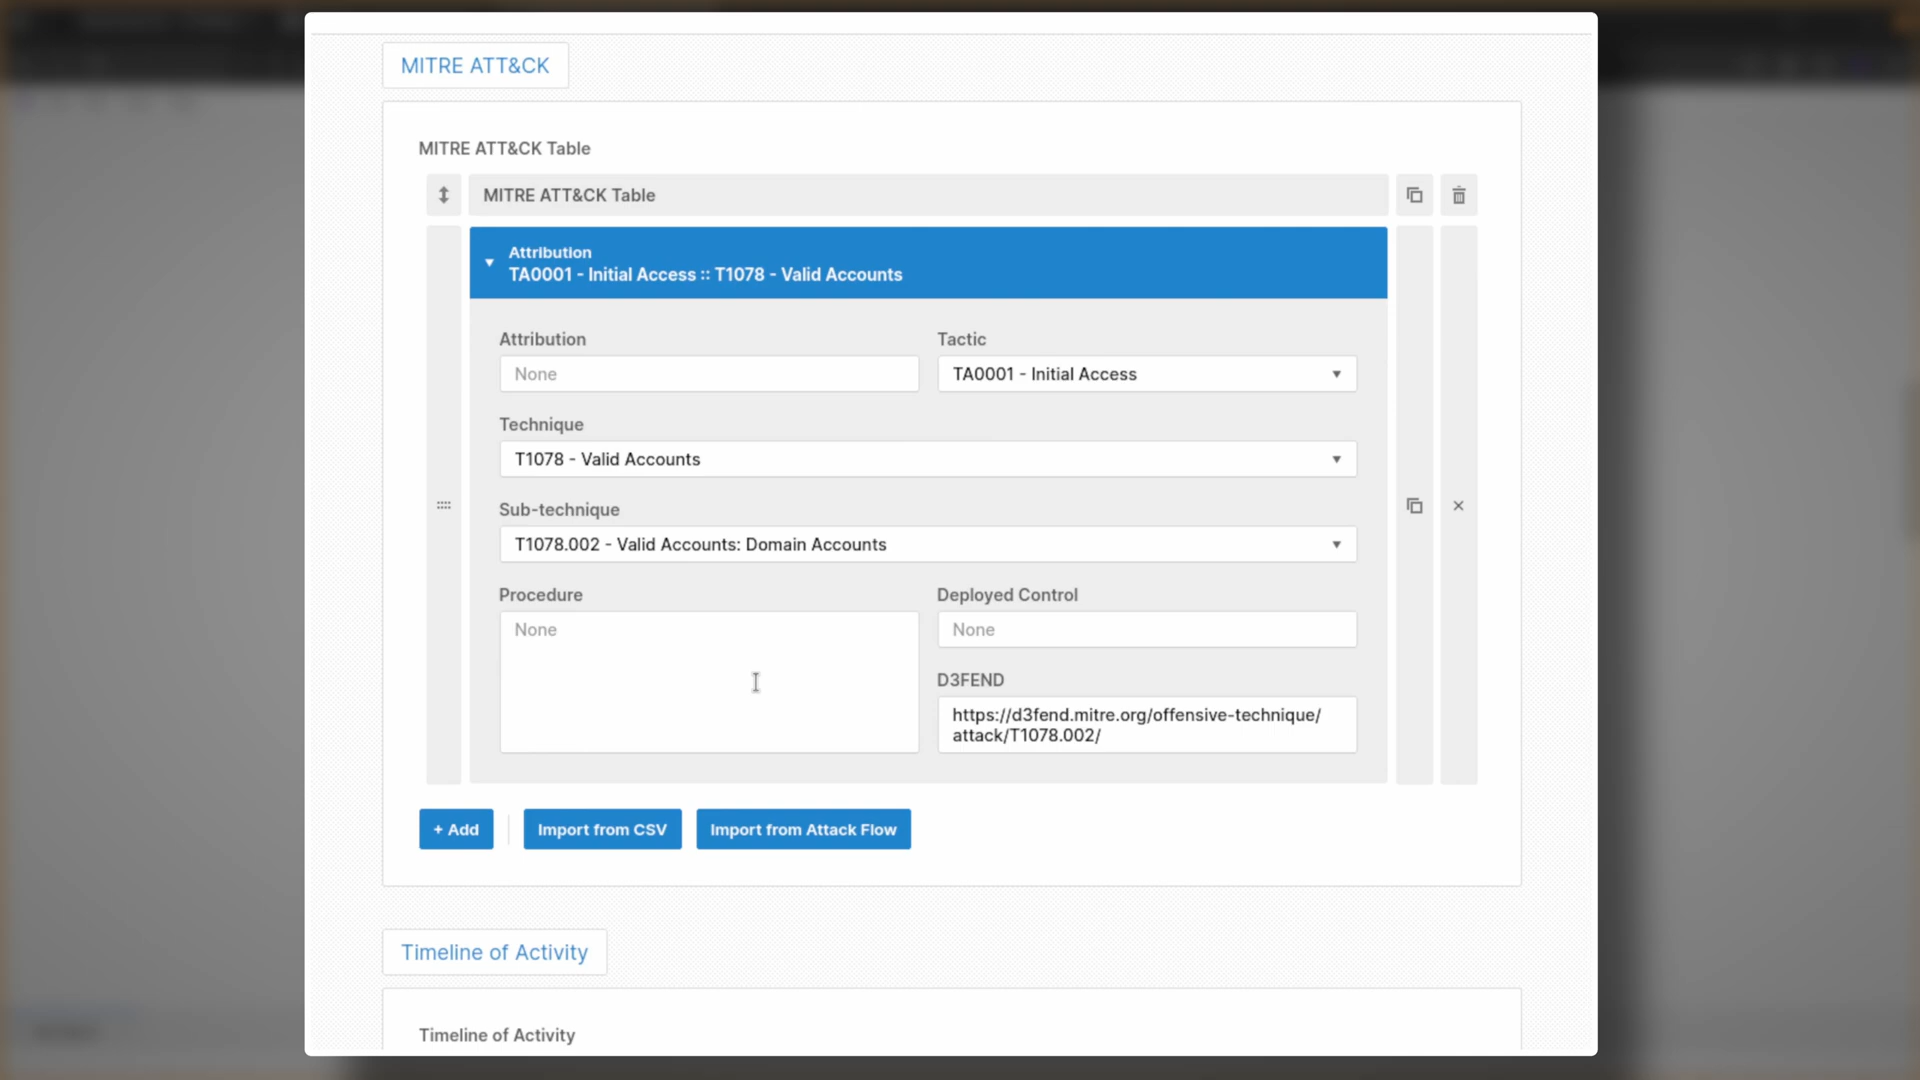 MITRE ATT&CK
MITRE ATT&CK Table
MITRE ATT&CK Table
Attribution
TA0001 - Initial Access :: T1078 - Valid Accounts
Attribution
None
Tactic
TA0001 - Initial Access
Technique
T1078 - Valid Accounts
Sub-technique
T1078.002 - Valid Accounts: Domain Accounts
Procedure
None
Deployed Control
None
D3FEND
https://d3fend.mitre.org/offensive-technique/
attack/T1078.002/
+ Add
Import from CSV
Import from Attack Flow
Timeline of Activity
Timeline of Activity